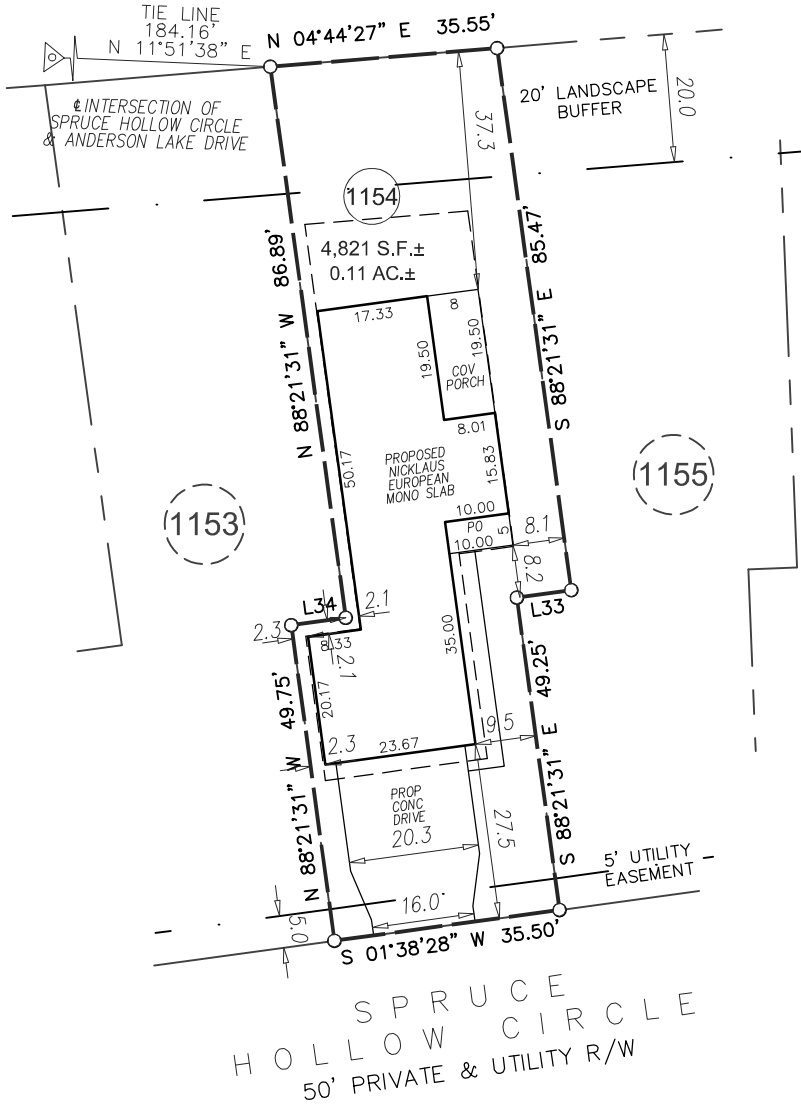 TIE LINE
184.16'
N 11°51'38" E
N 04°44'27" E 35.55'
℄ INTERSECTION OF
SPRUCE HOLLOW CIRCLE
& ANDERSON LAKE DRIVE
20' LANDSCAPE
BUFFER
20.0
37.3
1154
4,821 S.F.±
0.11 AC.±
N 88°21'31" W 86.89'
S 88°21'31" E 85.47'
17.33
8
19.50
19.50
COV
PORCH
8.01
15.83
50.17
PROPOSED
NICKLAUS
EUROPEAN
MONO SLAB
10.00
PO
10.00
5
8.1
8.2
1153
1155
L34
L33
2.1
2.3
8.33
2.1
35.00
20.17
N 88°21'31" W 49.75'
S 88°21'31" E 49.25'
2.3
23.67
9.5
PROP
CONC
DRIVE
20.3
27.5
16.0'
5.0
5' UTILITY
EASEMENT
S 01°38'28" W 35.50'
SPRUCE
HOLLOW CIRCLE
50' PRIVATE & UTILITY R/W